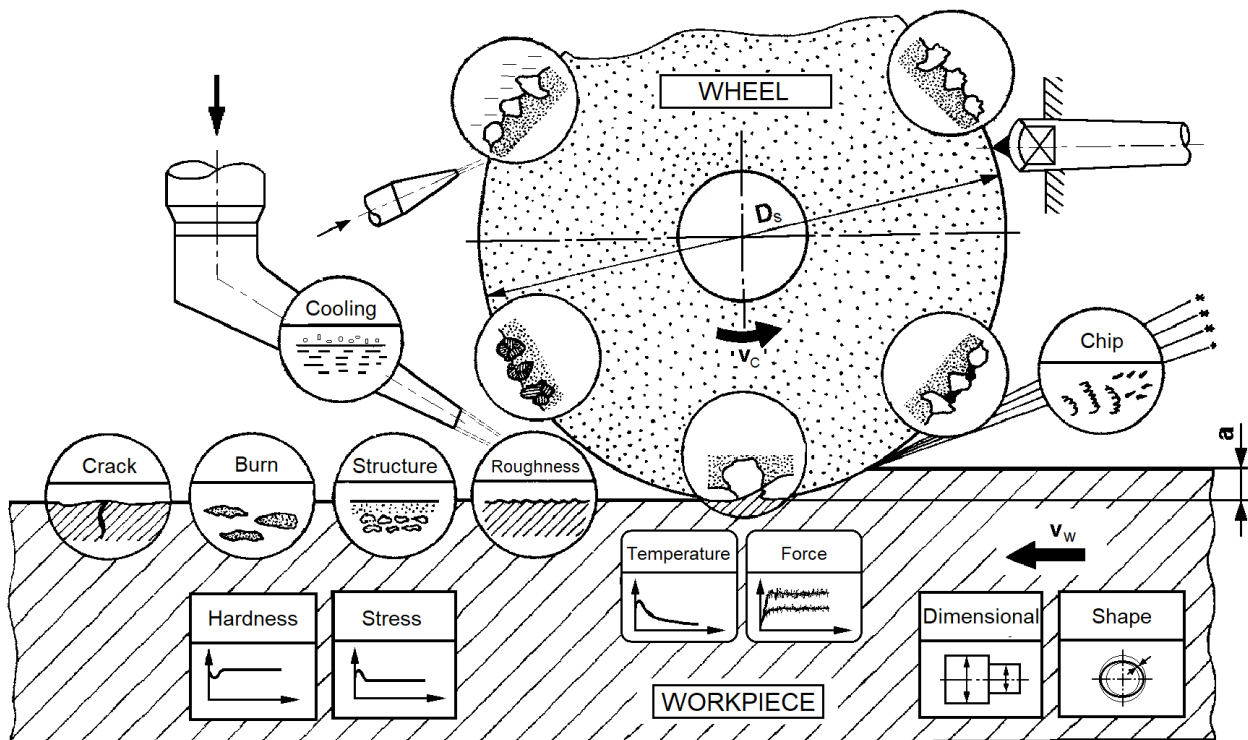 WHEEL
Ds
vC
Cooling
Chip
a
Crack
Burn
Structure
Roughness
Temperature
Force
vW
Hardness
Stress
Dimensional
Shape
WORKPIECE